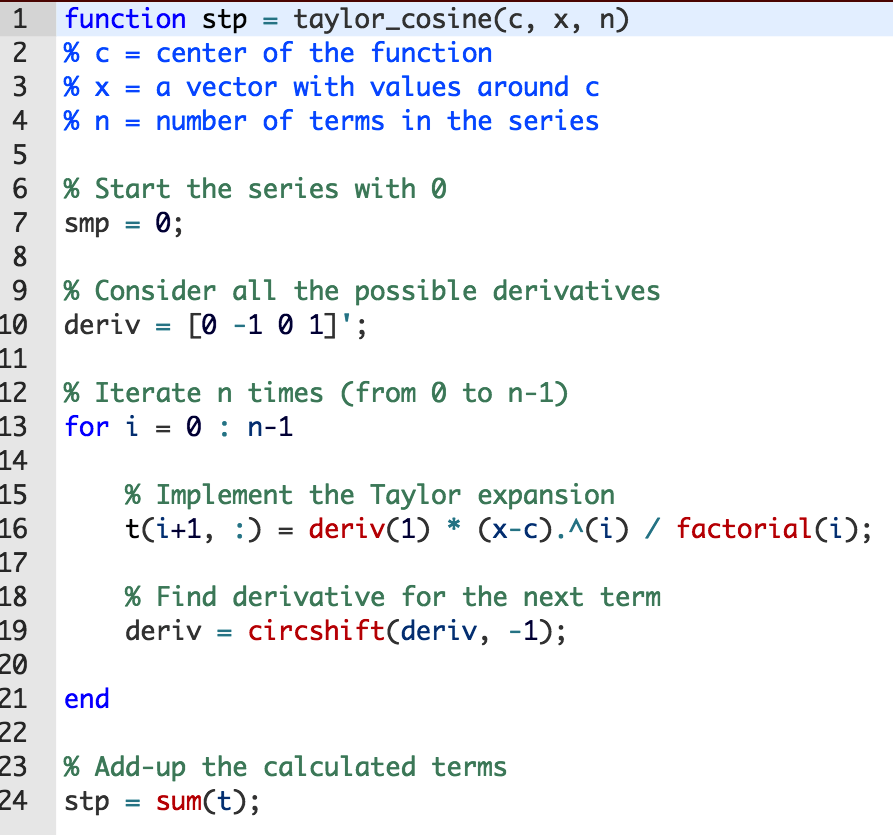 1 function stp = taylor_cosine(c, x, n)
2 % c = center of the function
3 % x = a vector with values around c
4 % n = number of terms in the series
5
6 % Start the series with 0
7 smp = 0;
8
9 % Consider all the possible derivatives
10 deriv = [0 -1 0 1]';
11
12 % Iterate n times (from 0 to n-1)
13 for i = 0 : n-1
14
15 % Implement the Taylor expansion
16 t(i+1, :) = deriv(1) * (x-c).^(i) / factorial(i);
17
18 % Find derivative for the next term
19 deriv = circshift(deriv, -1);
20
21 end
22
23 % Add-up the calculated terms
24 stp = sum(t);